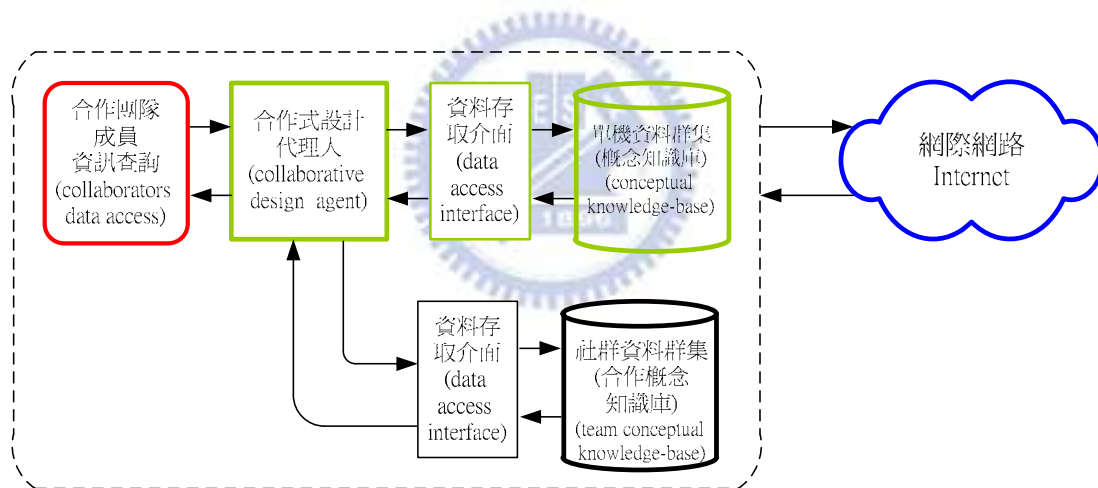 合作團隊
成員
資訊查詢
(collaborators
data access)
合作式設計
代理人
(collaborative
design agent)
資料存
取介面
(data
access
interface)
單機資料群集
(概念知識庫)
(conceptual
knowledge-base)
網際網路
Internet
資料存
取介面
(data
access
interface)
社群資料群集
(合作概念
知識庫)
(team conceptual
knowledge-base)